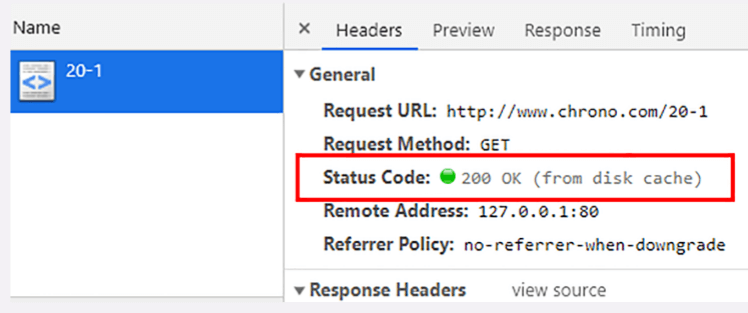 Name
20-1
× Headers Preview Response Timing
▼ General
Request URL: http://www.chrono.com/20-1
Request Method: GET
Status Code: 200 OK (from disk cache)
Remote Address: 127.0.0.1:80
Referrer Policy: no-referrer-when-downgrade
▼ Response Headers view source